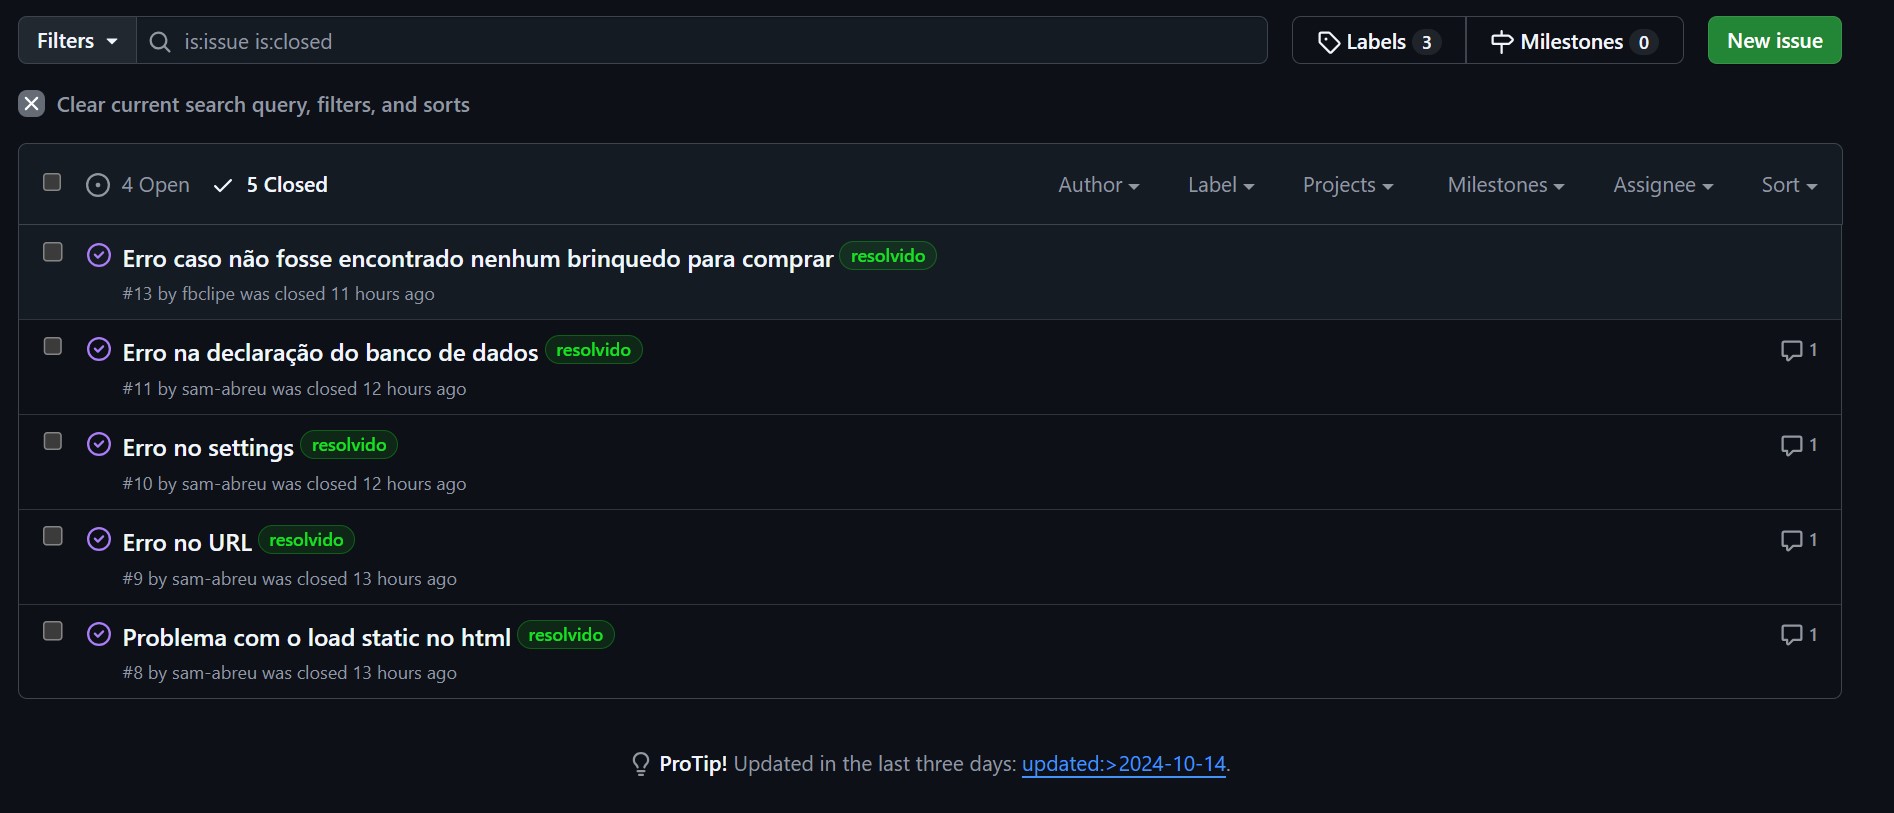 Filters is:issue is:closed Labels 3 Milestones 0 New issue
Clear current search query, filters, and sorts
4 Open 5 Closed Author Label Projects Milestones Assignee Sort
Erro caso não fosse encontrado nenhum brinquedo para comprar resolvido
#13 by fbclipe was closed 11 hours ago
Erro na declaração do banco de dados resolvido 1
#11 by sam-abreu was closed 12 hours ago
Erro no settings resolvido 1
#10 by sam-abreu was closed 12 hours ago
Erro no URL resolvido 1
#9 by sam-abreu was closed 13 hours ago
Problema com o load static no html resolvido 1
#8 by sam-abreu was closed 13 hours ago
ProTip! Updated in the last three days: updated:>2024-10-14.